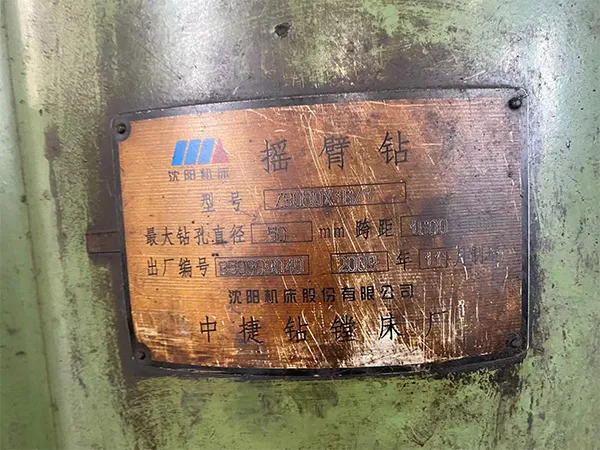 摇臂钻
沈阳机床
型号
最大钻孔直径 50 mm 跨距 1600
出厂编号 年 11
沈阳机床股份有限公司
中捷钻镗床厂